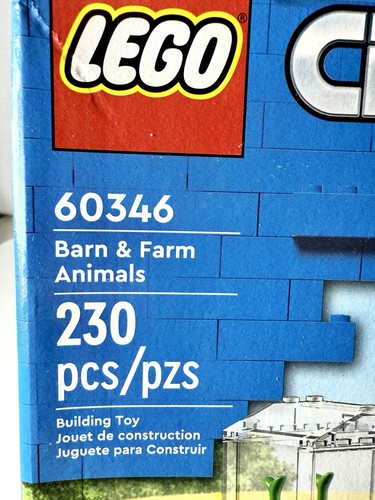 LEGO®
60346
Barn & Farm
Animals
230
pcs/pzs
Building Toy
Jouet de construction
Juguete para Construir